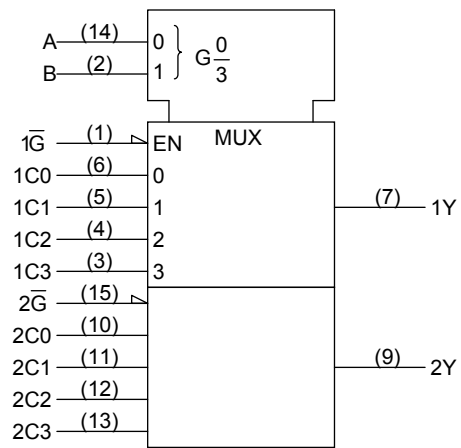 A (14) 0
B (2) 1
G 0/3
MUX
1G̅ (1) EN
1C0 (6) 0
1C1 (5) 1
1C2 (4) 2
1C3 (3) 3
(7) 1Y
2G̅ (15)
2C0 (10)
2C1 (11)
2C2 (12)
2C3 (13)
(9) 2Y